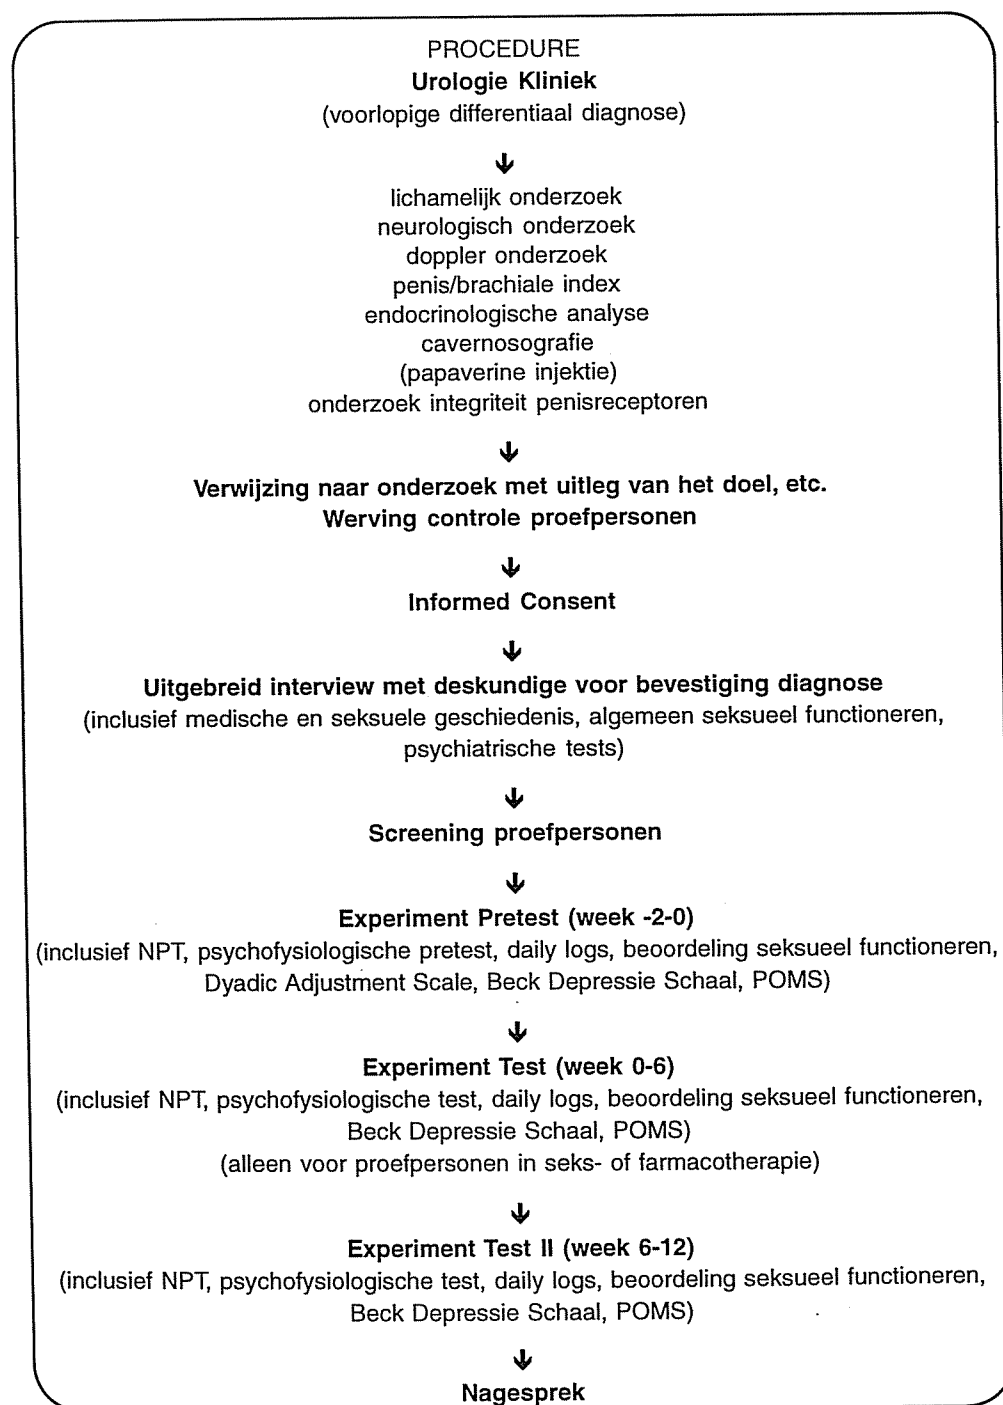 PROCEDURE
Urologie Kliniek
(voorlopige differentiaal diagnose)
lichamelijk onderzoek
neurologisch onderzoek
doppler onderzoek
penis/brachiale index
endocrinologische analyse
cavernosografie
(papaverine injektie)
onderzoek integriteit penisreceptoren
Verwijzing naar onderzoek met uitleg van het doel, etc.
Werving controle proefpersonen
Informed Consent
Uitgebreid interview met deskundige voor bevestiging diagnose
(inclusief medische en seksuele geschiedenis, algemeen seksueel functioneren,
psychiatrische tests)
Screening proefpersonen
Experiment Pretest (week -2-0)
(inclusief NPT, psychofysiologische pretest, daily logs, beoordeling seksueel functioneren,
Dyadic Adjustment Scale, Beck Depressie Schaal, POMS)
Experiment Test (week 0-6)
(inclusief NPT, psychofysiologische test, daily logs, beoordeling seksueel functioneren,
Beck Depressie Schaal, POMS)
(alleen voor proefpersonen in seks- of farmacotherapie)
Experiment Test II (week 6-12)
(inclusief NPT, psychofysiologische test, daily logs, beoordeling seksueel functioneren,
Beck Depressie Schaal, POMS)
Nagesprek